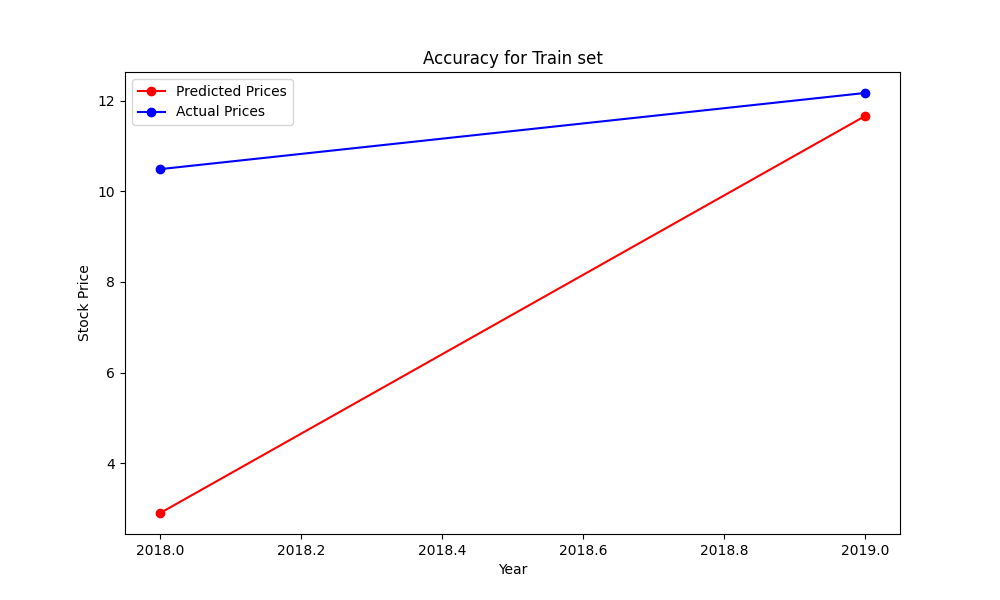 Accuracy for Train set
Predicted Prices
Actual Prices
12
10
8
6
4
Stock Price
2018.0 2018.2 2018.4 2018.6 2018.8 2019.0
Year